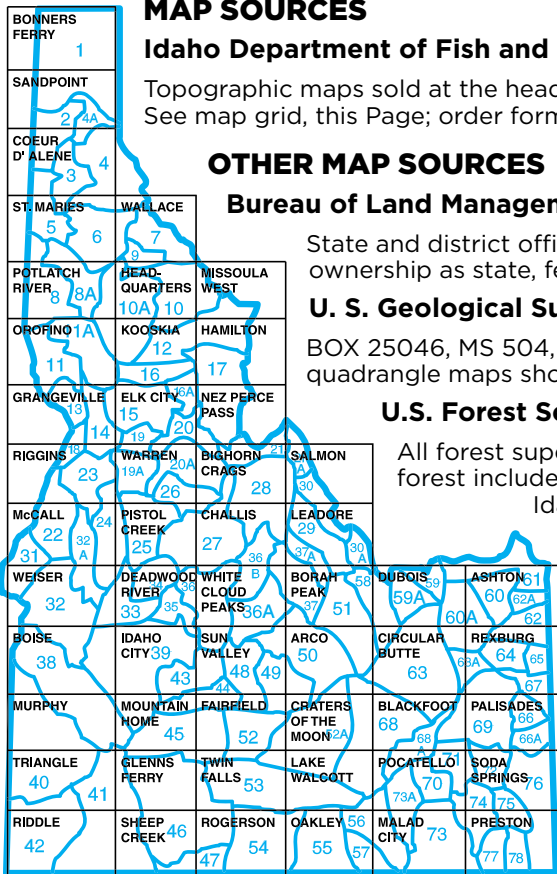 MAP SOURCES
Idaho Department of Fish and
Topographic maps sold at the head
See map grid, this Page; order form
OTHER MAP SOURCES
Bureau of Land Managem
State and district offi
ownership as state, fe
U. S. Geological Su
BOX 25046, MS 504,
quadrangle maps sho
U.S. Forest Se
All forest supe
forest include
Ida
BONNERS
FERRY
1
SANDPOINT
2 4A
COEUR
D' ALENE 4
3
ST. MARIES WALLACE
5 6 7
9
POTLATCH HEAD- MISSOULA
RIVER QUARTERS WEST
8 8A 10A 10
OROFINO 1A KOOSKIA HAMILTON
12
11 16 17
GRANGEVILLE ELK CITY 16A NEZ PERCE
13 15 PASS
14 19 20
RIGGINS 18 WARREN BIGHORN 21 SALMON
23 19A 20A CRAGS A
26 28 30
McCALL 24 PISTOL CHALLIS LEADORE
22 CREEK 29
31 32 25 27 36 37A 30
A B A
WEISER DEADWOOD WHITE BORAH 58 DUBOIS 59 ASHTON 61
RIVER 34 36 CLOUD PEAK 59A 60 62A
32 33 35 PEAKS 36A 37 51 60A 62
BOISE IDAHO SUN ARCO CIRCULAR REXBURG
38 CITY 39 VALLEY 50 BUTTE 63A 64 65
43 48 49 63 67
44
MURPHY MOUNTAIN FAIRFIELD CRATERS BLACKFOOT PALISADES
HOME OF THE 68 69 66
45 52 MOON 52A 68 66A
A
TRIANGLE GLENNS TWIN LAKE POCATELLO 71 SODA
40 FERRY FALLS WALCOTT 70 SPRINGS 76
41 53 73A 74 75
RIDDLE SHEEP ROGERSON OAKLEY 56 MALAD PRESTON
42 CREEK 46 54 55 CITY 73
47 57 77 78